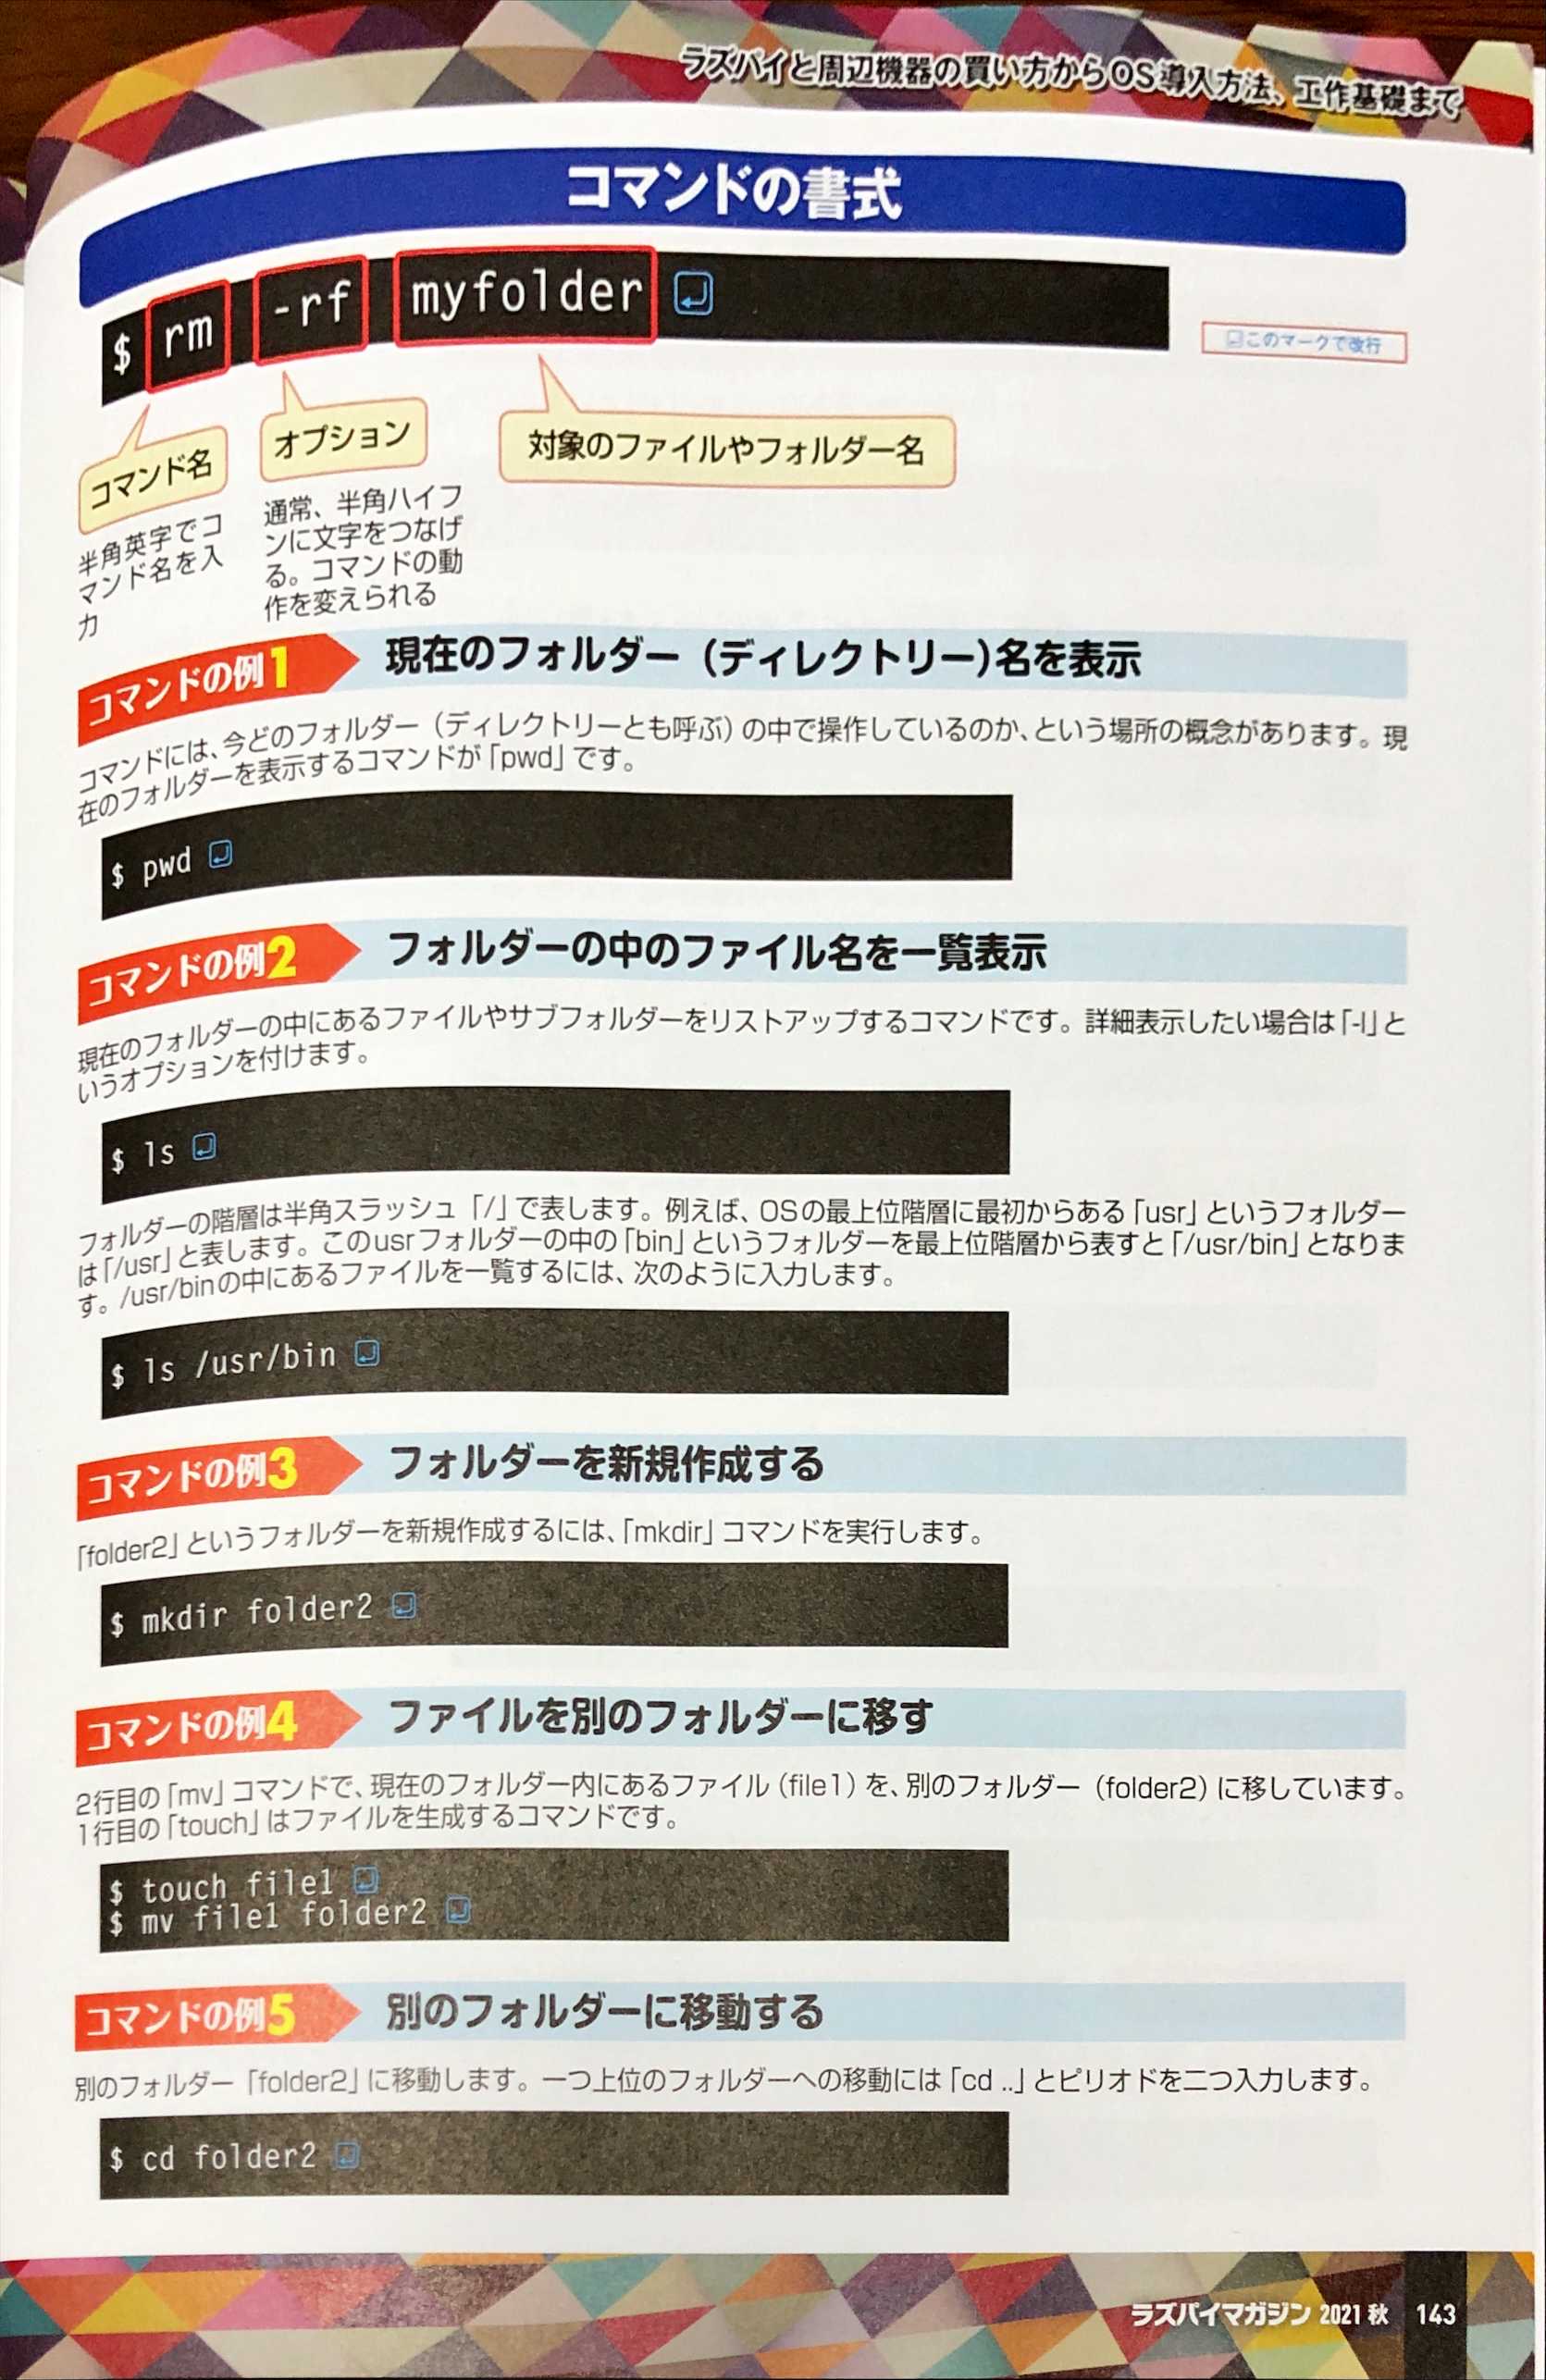 ラズパイと周辺機器の買い方からOS導入方法、工作基礎まで
コマンドの書式
$ rm -rf myfolder
このマークで改行
コマンド名
オプション
対象のファイルやフォルダー名
半角英字でコ
マンド名を入
力
通常、半角ハイフ
ンに文字をつなげ
る。コマンドの動
作を変えられる
コマンドの例1 現在のフォルダー（ディレクトリー）名を表示
コマンドには、今どのフォルダー（ディレクトリーとも呼ぶ）の中で操作しているのか、という場所の概念があります。現
在のフォルダーを表示するコマンドが「pwd」です。
$ pwd
コマンドの例2 フォルダーの中のファイル名を一覧表示
現在のフォルダーの中にあるファイルやサブフォルダーをリストアップするコマンドです。詳細表示したい場合は「-l」と
いうオプションを付けます。
$ ls
フォルダーの階層は半角スラッシュ「/」で表します。例えば、OSの最上位階層に最初からある「usr」というフォルダー
は「/usr」と表します。このusrフォルダーの中の「bin」というフォルダーを最上位階層から表すと「/usr/bin」となりま
す。/usr/binの中にあるファイルを一覧するには、次のように入力します。
$ ls /usr/bin
コマンドの例3 フォルダーを新規作成する
「folder2」というフォルダーを新規作成するには、「mkdir」コマンドを実行します。
$ mkdir folder2
コマンドの例4 ファイルを別のフォルダーに移す
2行目の「mv」コマンドで、現在のフォルダー内にあるファイル（file1）を、別のフォルダー（folder2）に移しています。
1行目の「touch」はファイルを生成するコマンドです。
$ touch file1
$ mv file1 folder2
コマンドの例5 別のフォルダーに移動する
別のフォルダー「folder2」に移動します。一つ上位のフォルダーへの移動には「cd ..」とピリオドを二つ入力します。
$ cd folder2
ラズパイマガジン 2021 秋 143